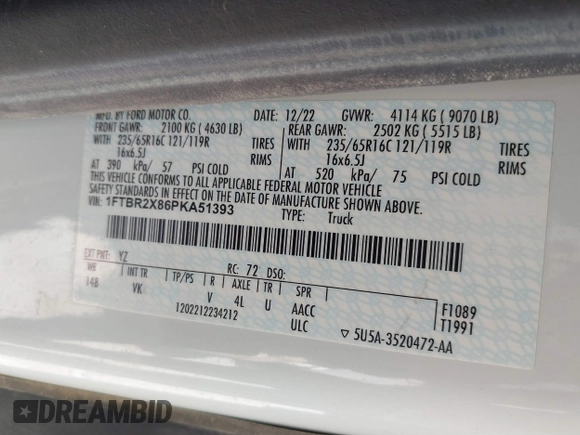 MFD. BY FORD MOTOR CO. DATE: 12/22 GVWR: 4114 KG ( 9070 LB)
FRONT GAWR: 2100 KG ( 4630 LB) REAR GAWR: 2502 KG ( 5515 LB)
235/65R16C 121/119R TIRES WITH 235/65R16C 121/119R TIRES
16x6.5J RIMS 16x6.5J RIMS
AT 390 kPa/ 57 PSI COLD AT 520 kPa/ 75 PSI COLD
THIS VEHICLE CONFORMS TO ALL APPLICABLE FEDERAL MOTOR VEHICLE
SAFETY STANDARDS IN EFFECT ON THE DATE OF MANUFACTURE SHOWN ABOVE.
VIN: 1FTBR2X86PKA51393 TYPE: Truck
EXT PNT: YZ RC: 72 DSO:
WB INT TR TP/PS R AXLE TR SPR
148 VK V 4L U AACC F1089
1202212234212 ULC T1991
▽ 5U5A-3520472-AA
DREAMBID